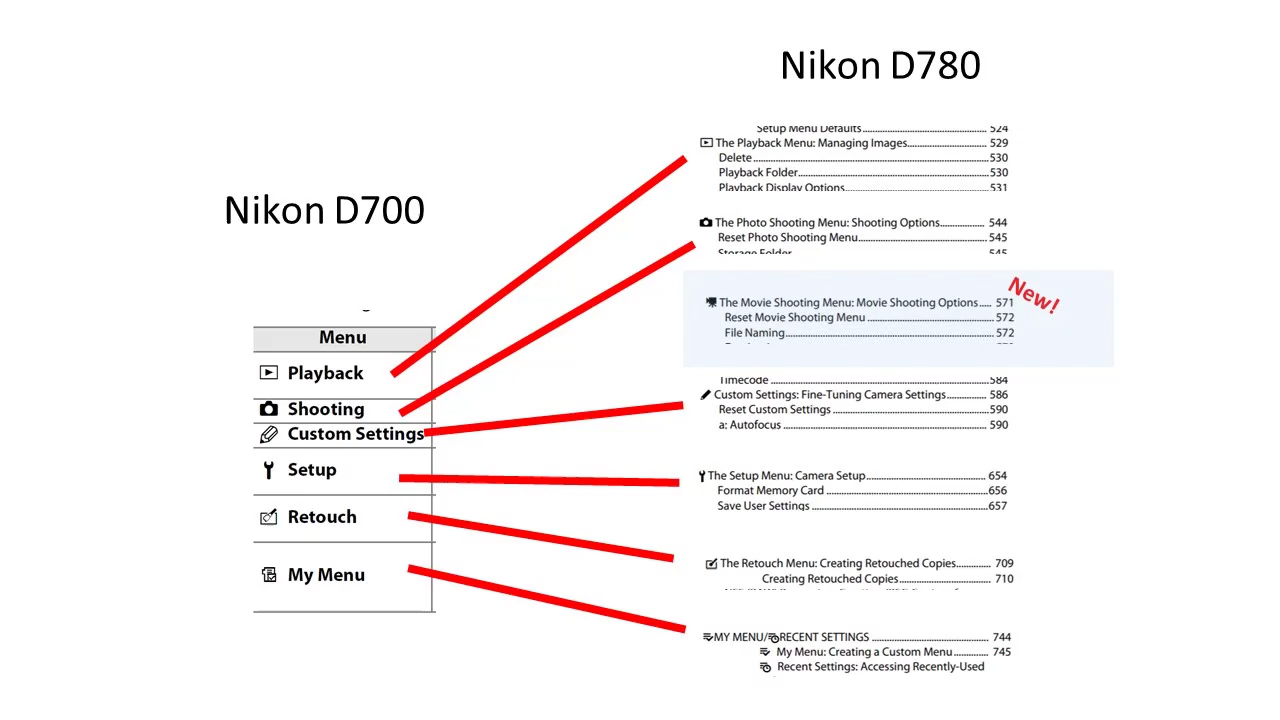 Nikon D780
Nikon D700
Menu
Playback
Shooting
Custom Settings
Setup
Retouch
My Menu
Setup Menu Defaults 524
The Playback Menu: Managing Images 529
Delete 530
Playback Folder 530
Playback Display Options 531
The Photo Shooting Menu: Shooting Options 544
Reset Photo Shooting Menu 545
Storage Folder 545
New!
The Movie Shooting Menu: Movie Shooting Options 571
Reset Movie Shooting Menu 572
File Naming 572
Timecode 584
Custom Settings: Fine-Tuning Camera Settings 586
Reset Custom Settings 590
a: Autofocus 590
The Setup Menu: Camera Setup 654
Format Memory Card 656
Save User Settings 657
The Retouch Menu: Creating Retouched Copies 709
Creating Retouched Copies 710
MY MENU/RECENT SETTINGS 744
My Menu: Creating a Custom Menu 745
Recent Settings: Accessing Recently-Used